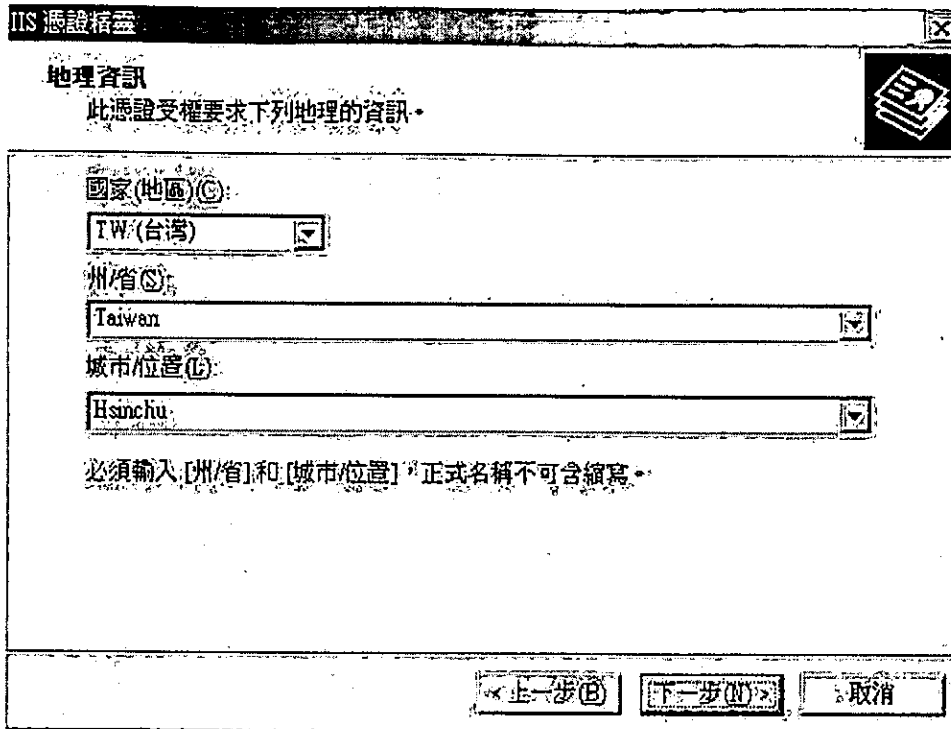 IIS 憑證精靈
地理資訊
此憑證受權要求下列地理的資訊。
國家(地區)(C):
TW (台灣)
州/省(S):
Taiwan
城市/位置(L):
Hsinchu
必須輸入 [州/省] 和 [城市/位置]，正式名稱不可含縮寫。
< 上一步(B)
下一步(N) >
取消